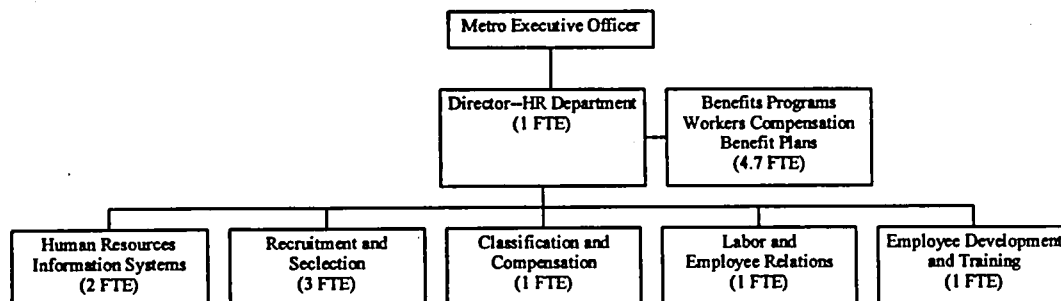 Metro Executive Officer
Director--HR Department
(1 FTE)
Benefits Programs
Workers Compensation
Benefit Plans
(4.7 FTE)
Human Resources
Information Systems
(2 FTE)
Recruitment and
Seclection
(3 FTE)
Classification and
Compensation
(1 FTE)
Labor and
Employee Relations
(1 FTE)
Employee Development
and Training
(1 FTE)